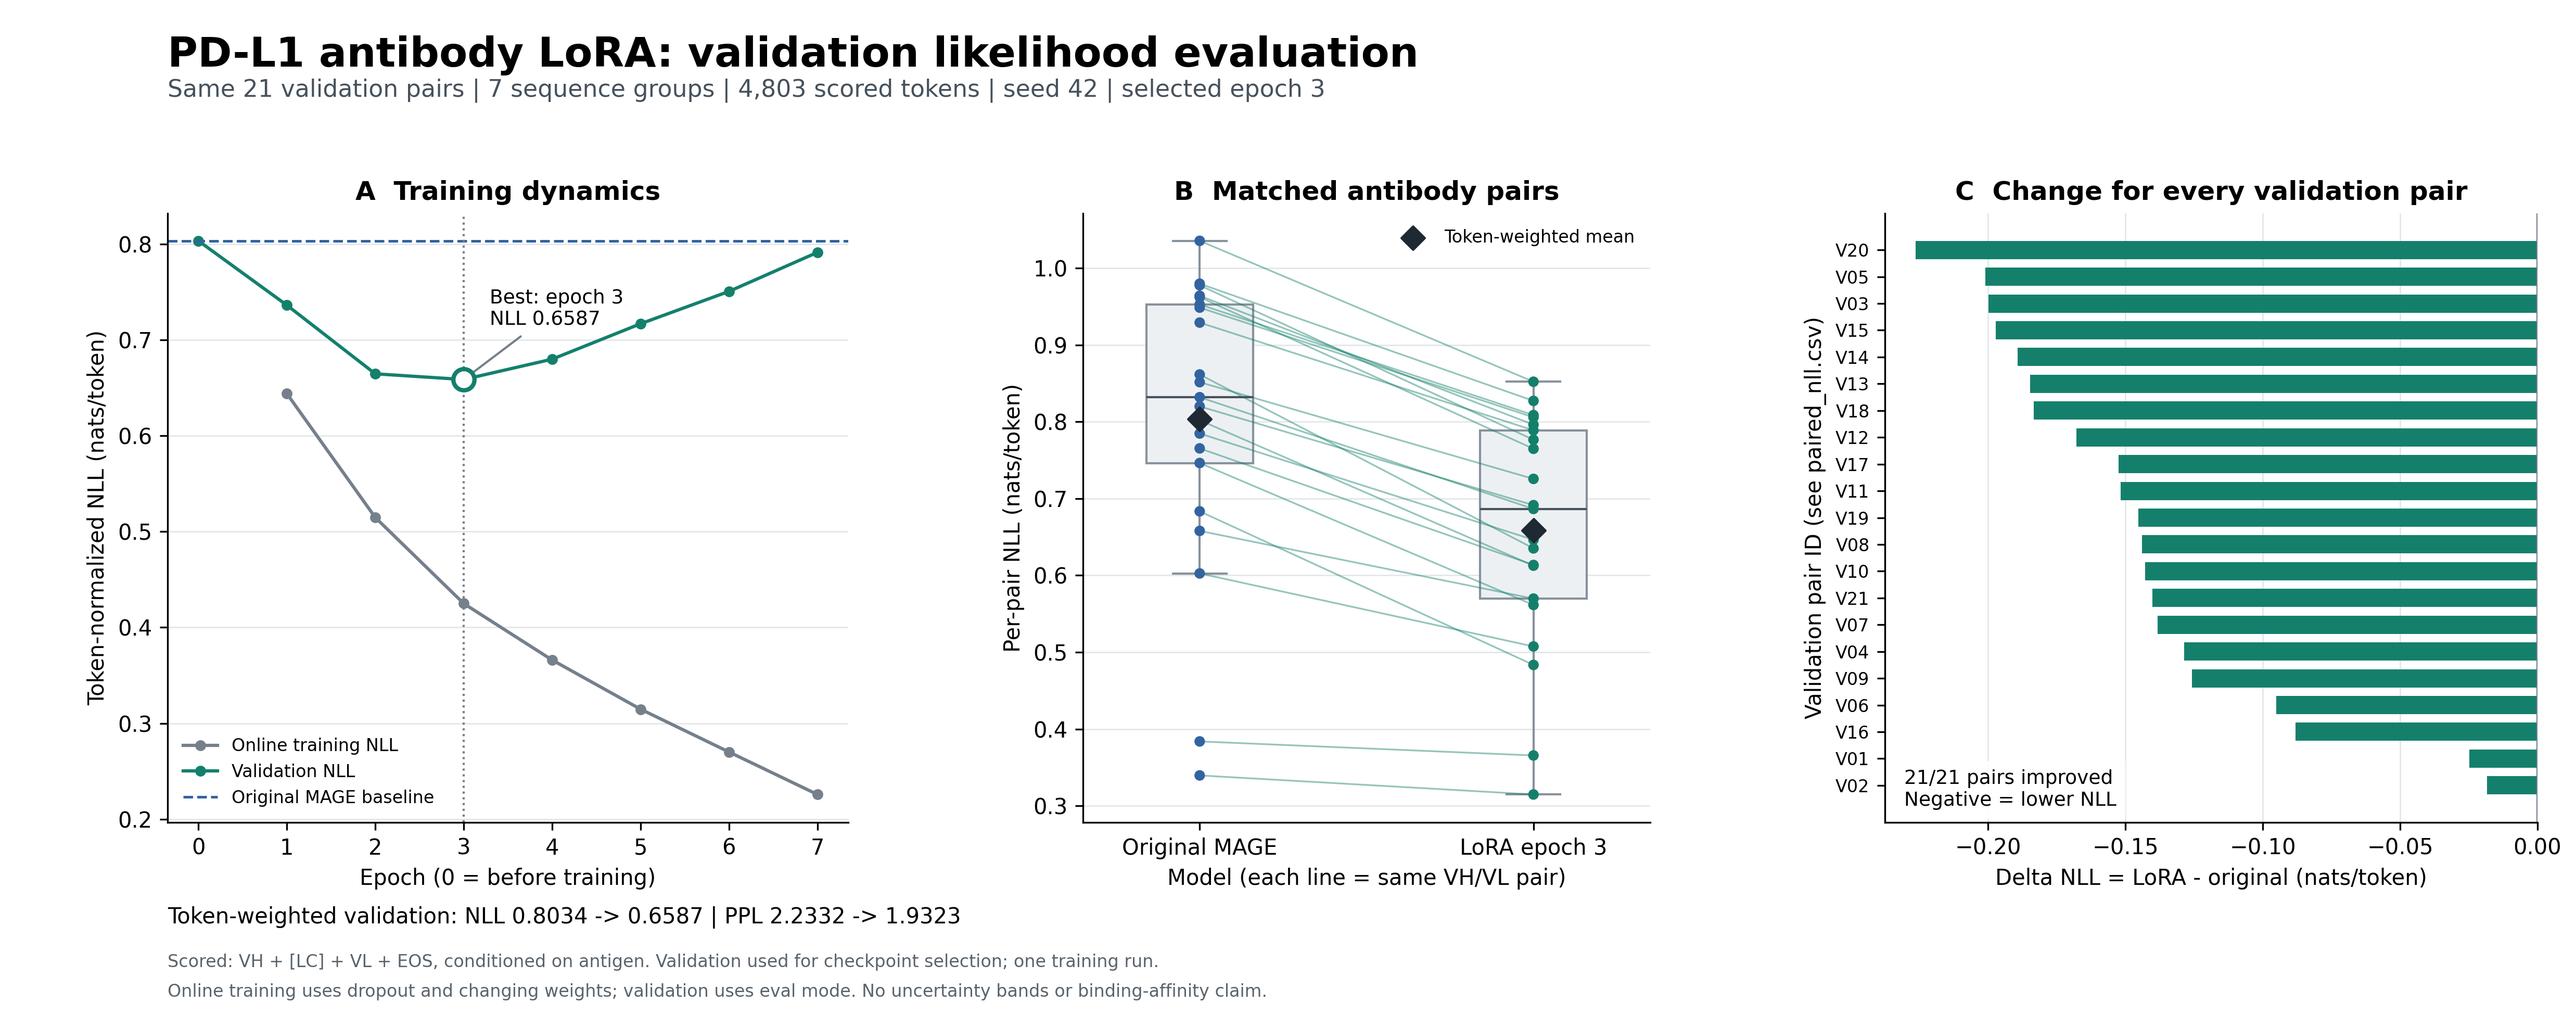 PD-L1 antibody LoRA: validation likelihood evaluation
Same 21 validation pairs | 7 sequence groups | 4,803 scored tokens | seed 42 | selected epoch 3
A Training dynamics
Token-normalized NLL (nats/token)
0.8
0.7
0.6
0.5
0.4
0.3
0.2
Best: epoch 3
NLL 0.6587
Online training NLL
Validation NLL
Original MAGE baseline
0 1 2 3 4 5 6 7
Epoch (0 = before training)
B Matched antibody pairs
Per-pair NLL (nats/token)
Token-weighted mean
1.0
0.9
0.8
0.7
0.6
0.5
0.4
0.3
Original MAGE LoRA epoch 3
Model (each line = same VH/VL pair)
C Change for every validation pair
Validation pair ID (see paired_nll.csv)
V20
V05
V03
V15
V14
V13
V18
V12
V17
V11
V19
V08
V10
V21
V07
V04
V09
V06
V16
V01
V02
21/21 pairs improved
Negative = lower NLL
−0.20 −0.15 −0.10 −0.05 0.00
Delta NLL = LoRA - original (nats/token)
Token-weighted validation: NLL 0.8034 -> 0.6587 | PPL 2.2332 -> 1.9323
Scored: VH + [LC] + VL + EOS, conditioned on antigen. Validation used for checkpoint selection; one training run.
Online training uses dropout and changing weights; validation uses eval mode. No uncertainty bands or binding-affinity claim.